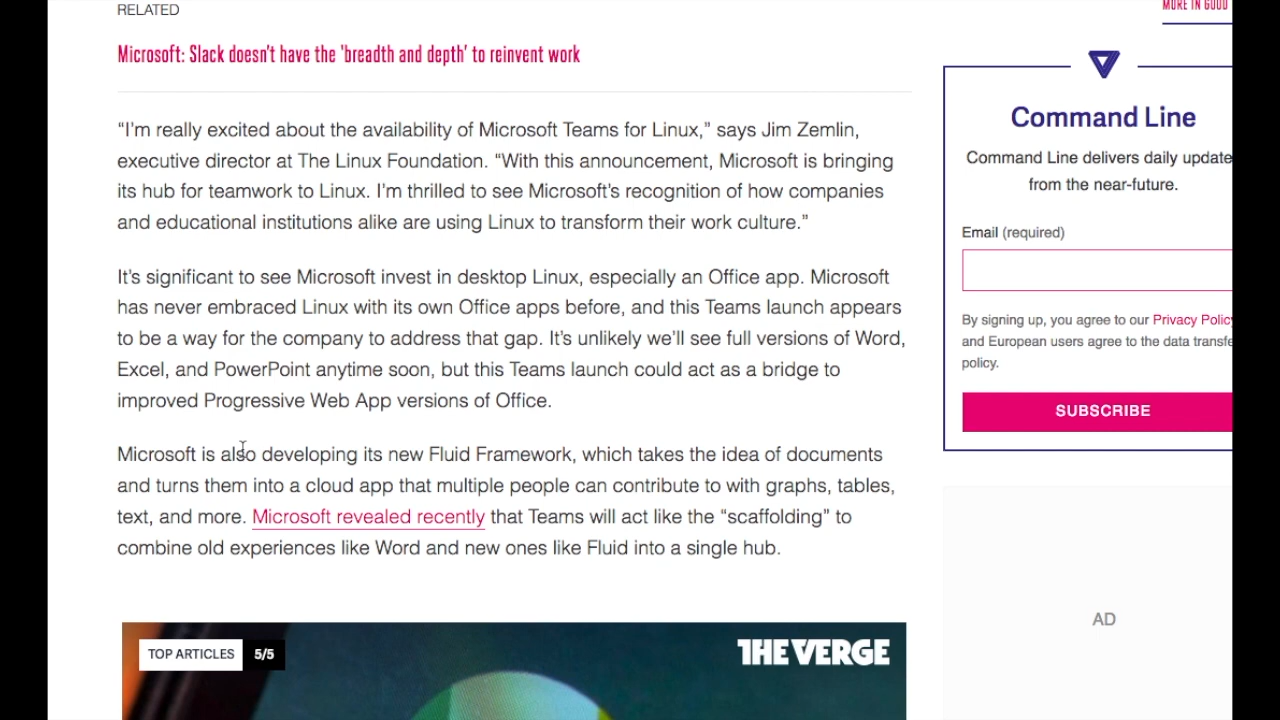 RELATED
Microsoft: Slack doesn't have the 'breadth and depth' to reinvent work
“I’m really excited about the availability of Microsoft Teams for Linux,” says Jim Zemlin,
executive director at The Linux Foundation. “With this announcement, Microsoft is bringing
its hub for teamwork to Linux. I’m thrilled to see Microsoft’s recognition of how companies
and educational institutions alike are using Linux to transform their work culture.”
It’s significant to see Microsoft invest in desktop Linux, especially an Office app. Microsoft
has never embraced Linux with its own Office apps before, and this Teams launch appears
to be a way for the company to address that gap. It’s unlikely we’ll see full versions of Word,
Excel, and PowerPoint anytime soon, but this Teams launch could act as a bridge to
improved Progressive Web App versions of Office.
Microsoft is also developing its new Fluid Framework, which takes the idea of documents
and turns them into a cloud app that multiple people can contribute to with graphs, tables,
text, and more. Microsoft revealed recently that Teams will act like the “scaffolding” to
combine old experiences like Word and new ones like Fluid into a single hub.
TOP ARTICLES 5/5
THE VERGE
MORE IN GOOD
Command Line
Command Line delivers daily update
from the near-future.
Email (required)
By signing up, you agree to our Privacy Policy
and European users agree to the data transfe
policy.
SUBSCRIBE
AD